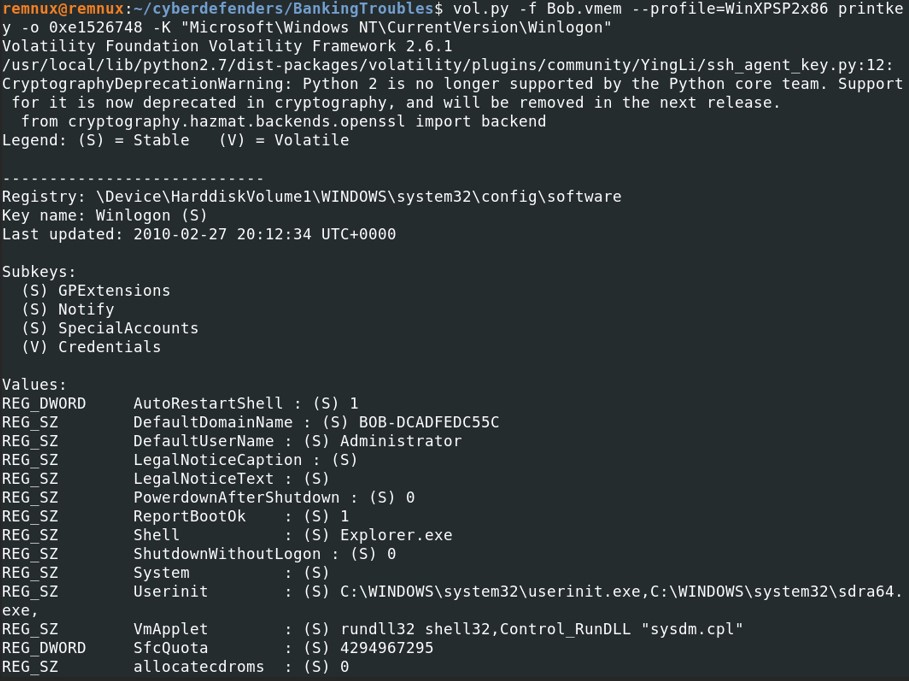 remnux@remnux:~/cyberdefenders/BankingTroubles$ vol.py -f Bob.vmem --profile=WinXPSP2x86 printke
y -o 0xe1526748 -K "Microsoft\Windows NT\CurrentVersion\Winlogon"
Volatility Foundation Volatility Framework 2.6.1
/usr/local/lib/python2.7/dist-packages/volatility/plugins/community/YingLi/ssh_agent_key.py:12:
CryptographyDeprecationWarning: Python 2 is no longer supported by the Python core team. Support
 for it is now deprecated in cryptography, and will be removed in the next release.
  from cryptography.hazmat.backends.openssl import backend
Legend: (S) = Stable   (V) = Volatile

----------------------------
Registry: \Device\HarddiskVolume1\WINDOWS\system32\config\software
Key name: Winlogon (S)
Last updated: 2010-02-27 20:12:34 UTC+0000

Subkeys:
  (S) GPExtensions
  (S) Notify
  (S) SpecialAccounts
  (V) Credentials

Values:
REG_DWORD     AutoRestartShell : (S) 1
REG_SZ        DefaultDomainName : (S) BOB-DCADFEDC55C
REG_SZ        DefaultUserName : (S) Administrator
REG_SZ        LegalNoticeCaption : (S)
REG_SZ        LegalNoticeText : (S)
REG_SZ        PowerdownAfterShutdown : (S) 0
REG_SZ        ReportBootOk    : (S) 1
REG_SZ        Shell           : (S) Explorer.exe
REG_SZ        ShutdownWithoutLogon : (S) 0
REG_SZ        System          : (S)
REG_SZ        Userinit        : (S) C:\WINDOWS\system32\userinit.exe,C:\WINDOWS\system32\sdra64.
exe,
REG_SZ        VmApplet        : (S) rundll32 shell32,Control_RunDLL "sysdm.cpl"
REG_DWORD     SfcQuota        : (S) 4294967295
REG_SZ        allocatecdroms  : (S) 0